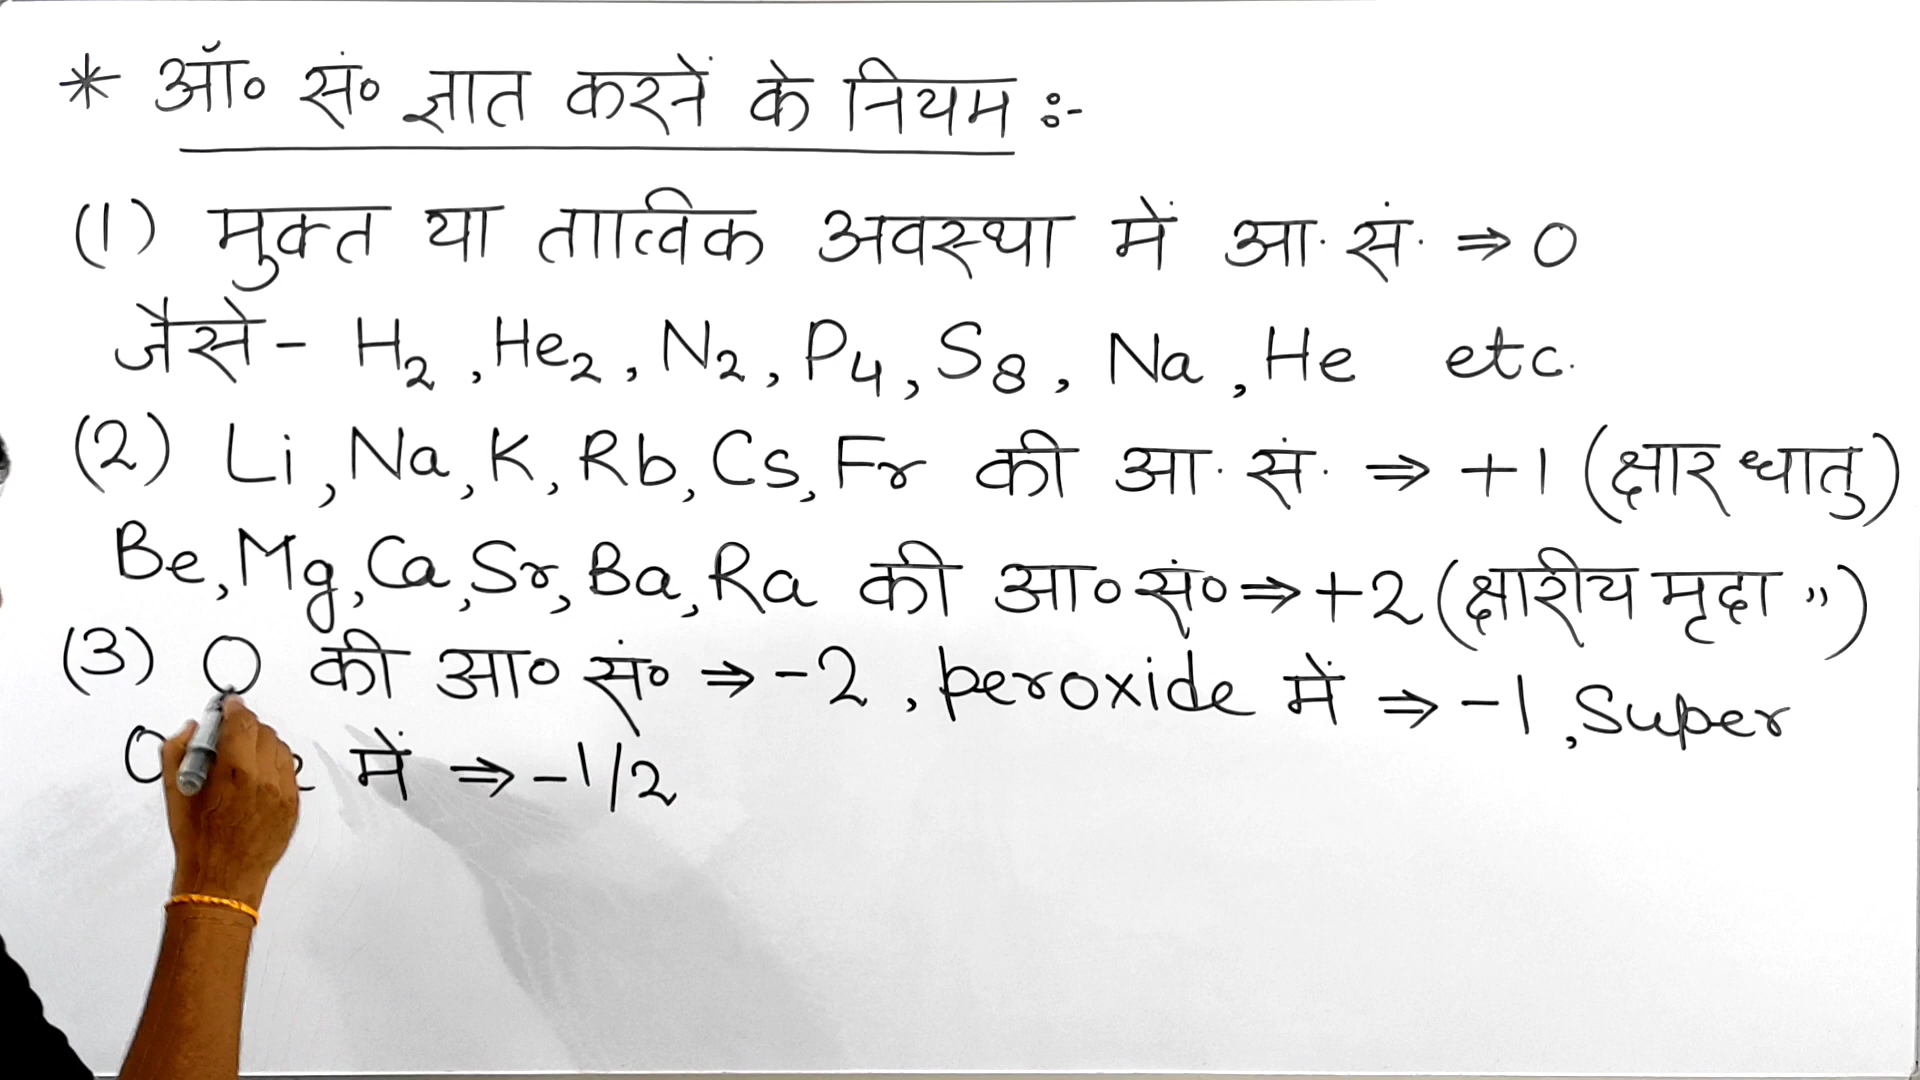 * ऑ० सं० ज्ञात करनें के नियम :-
(1) मुक्त या तात्विक अवस्था में आ. सं. ⇒ 0
जैसे - H₂, He₂, N₂, P₄, S₈, Na, He etc.
(2) Li, Na, K, Rb, Cs, Fr की आ. सं. ⇒ +1 (क्षार धातु)
Be, Mg, Ca, Sr, Ba, Ra की आ० सं० ⇒ +2 (क्षारीय मृदा ")
(3) O की आ० सं० ⇒ -2, peroxide में ⇒ -1, Super
में ⇒ -1/2